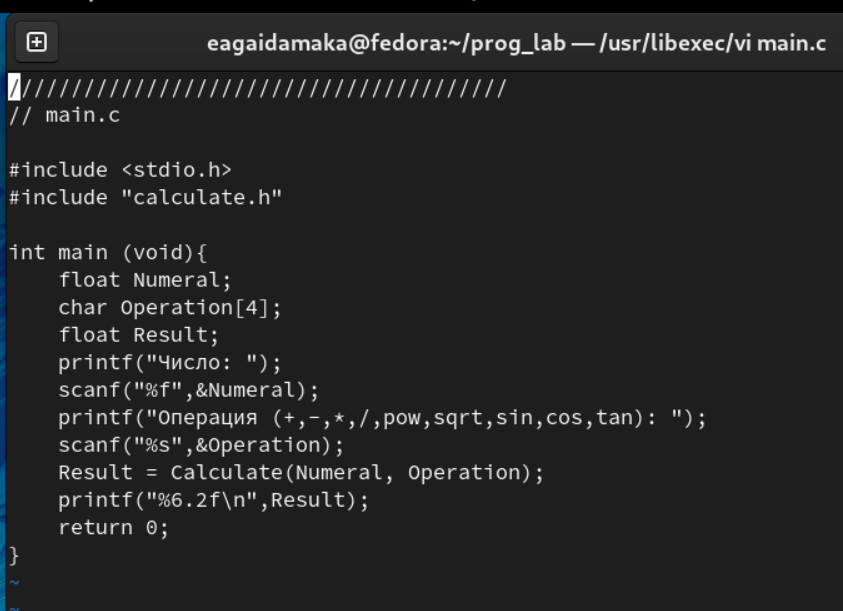 eagaidamaka@fedora:~/prog_lab — /usr/libexec/vi main.c
////////////////////////////////////////
// main.c
#include <stdio.h>
#include "calculate.h"
int main (void){
    float Numeral;
    char Operation[4];
    float Result;
    printf("Число: ");
    scanf("%f",&Numeral);
    printf("Операция (+,-,*,/,pow,sqrt,sin,cos,tan): ");
    scanf("%s",&Operation);
    Result = Calculate(Numeral, Operation);
    printf("%6.2f\n",Result);
    return 0;
}
~
~